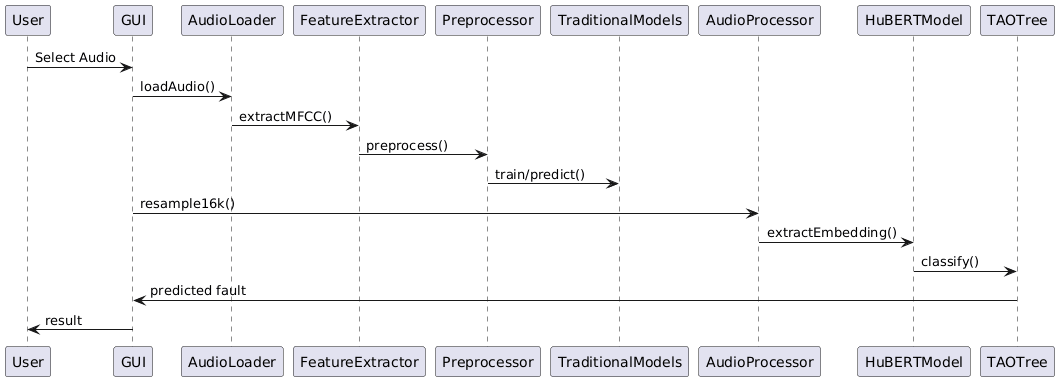 User GUI AudioLoader FeatureExtractor Preprocessor TraditionalModels AudioProcessor HuBERTModel TAOTree
Select Audio
loadAudio()
extractMFCC()
preprocess()
train/predict()
resample16k()
extractEmbedding()
classify()
predicted fault
result
User GUI AudioLoader FeatureExtractor Preprocessor TraditionalModels AudioProcessor HuBERTModel TAOTree